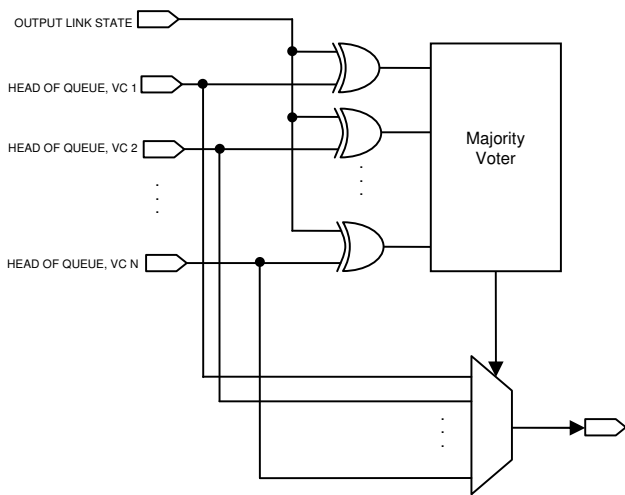 OUTPUT LINK STATE
HEAD OF QUEUE, VC 1
HEAD OF QUEUE, VC 2
HEAD OF QUEUE, VC N
Majority
Voter